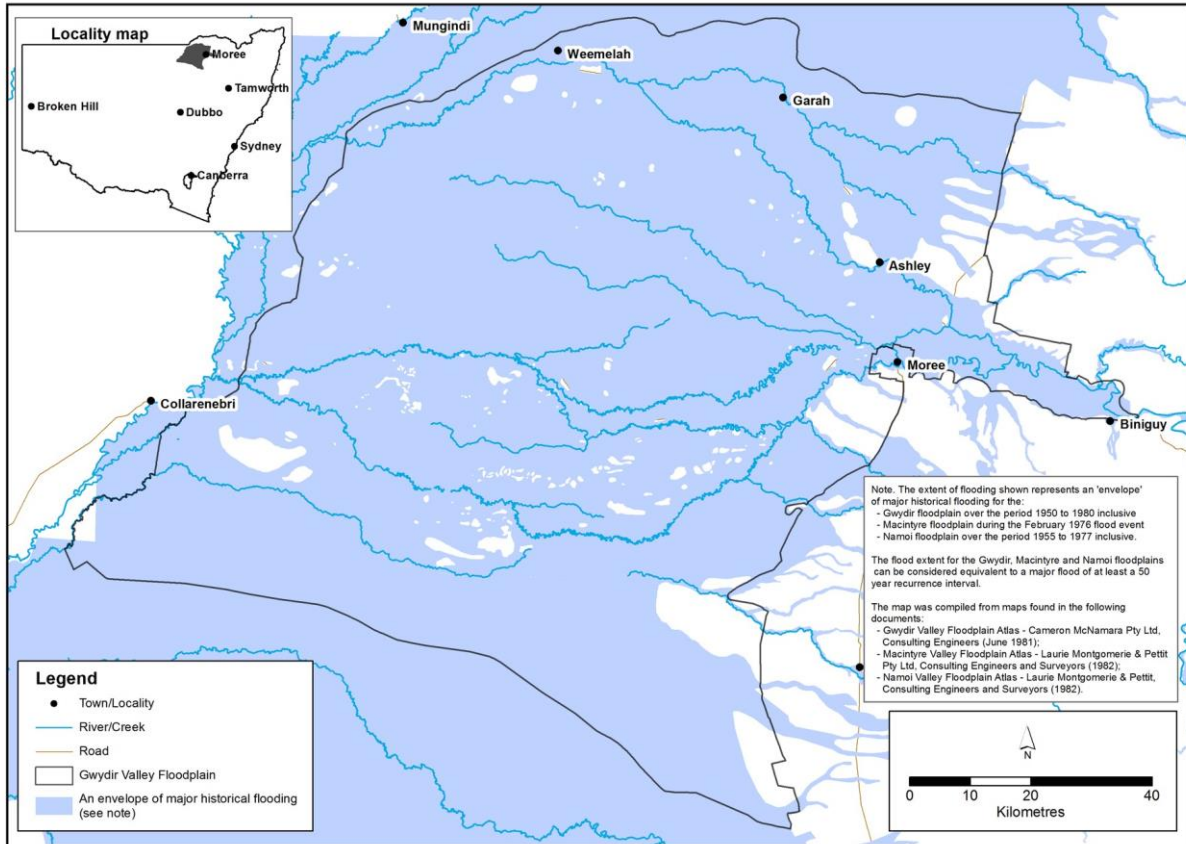 Locality map
Moree
Tamworth
Broken Hill
Dubbo
Sydney
Canberra
Mungindi
Weemelah
Garah
Ashley
Moree
Collarenebri
Biniguy
Note. The extent of flooding shown represents an 'envelope'
of major historical flooding for the:
- Gwydir floodplain over the period 1950 to 1980 inclusive
- Macintyre floodplain during the February 1976 flood event
- Namoi floodplain over the period 1955 to 1977 inclusive.
The flood extent for the Gwydir, Macintyre and Namoi floodplains
can be considered equivalent to a major flood of at least a 50
year recurrence interval.
The map was compiled from maps found in the following
documents:
- Gwydir Valley Floodplain Atlas - Cameron McNamara Pty Ltd,
Consulting Engineers (June 1981);
- Macintyre Valley Floodplain Atlas - Laurie Montgomerie & Pettit
Pty Ltd, Consulting Engineers and Surveyors (1982);
- Namoi Valley Floodplain Atlas - Laurie Montgomerie & Pettit,
Consulting Engineers and Surveyors (1982).
Legend
Town/Locality
River/Creek
Road
Gwydir Valley Floodplain
An envelope of major historical flooding
(see note)
N
0 10 20 40
Kilometres